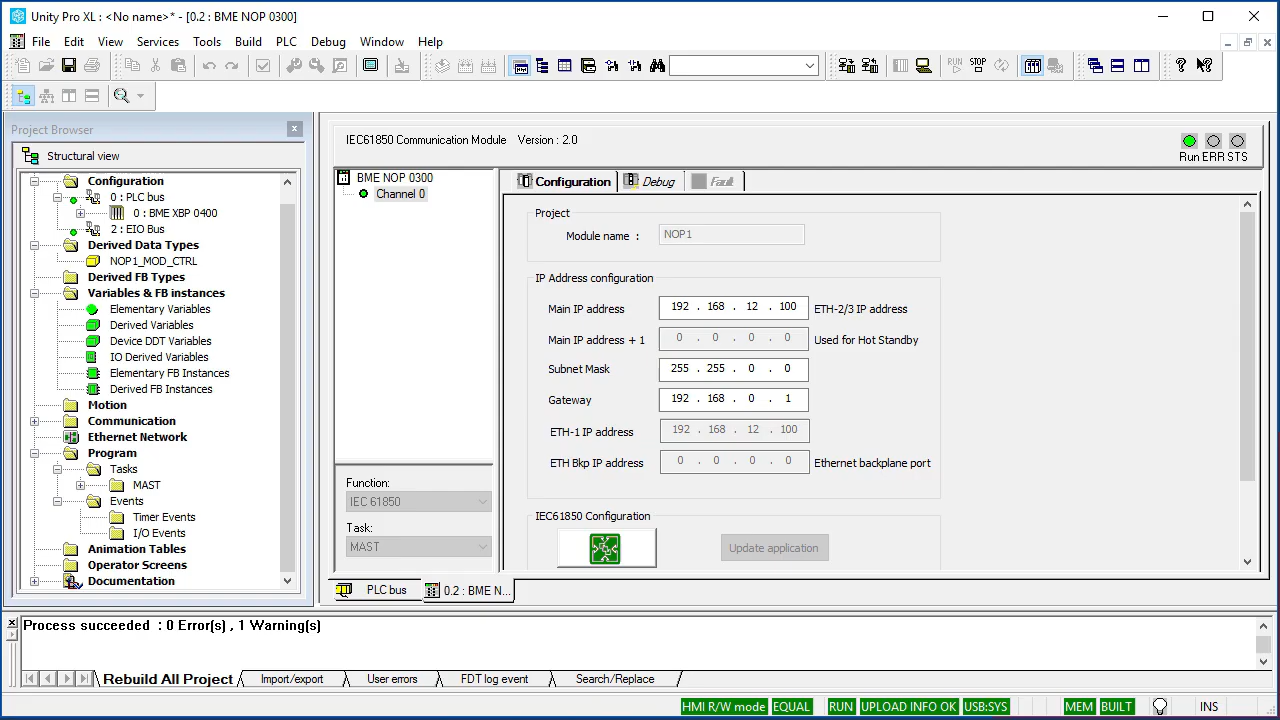 Unity Pro XL : <No name>* - [0.2 : BME NOP 0300]
File Edit View Services Tools Build PLC Debug Window Help
RUN STOP
Project Browser
Structural view
Configuration
0 : PLC bus
0 : BME XBP 0400
2 : EIO Bus
Derived Data Types
NOP1_MOD_CTRL
Derived FB Types
Variables & FB instances
Elementary Variables
Derived Variables
Device DDT Variables
IO Derived Variables
Elementary FB Instances
Derived FB Instances
Motion
Communication
Ethernet Network
Program
Tasks
MAST
Events
Timer Events
I/O Events
Animation Tables
Operator Screens
Documentation
IEC61850 Communication Module Version : 2.0
Run ERR STS
BME NOP 0300
Channel 0
Function:
IEC 61850
Task:
MAST
Configuration Debug Fault
Project
Module name : NOP1
IP Address configuration
Main IP address 192 . 168 . 12 . 100 ETH-2/3 IP address
Main IP address + 1 0 . 0 . 0 . 0 Used for Hot Standby
Subnet Mask 255 . 255 . 0 . 0
Gateway 192 . 168 . 0 . 1
ETH-1 IP address 192 . 168 . 12 . 100
ETH Bkp IP address 0 . 0 . 0 . 0 Ethernet backplane port
IEC61850 Configuration
Update application
PLC bus 0.2 : BME N...
Process succeeded : 0 Error(s) , 1 Warning(s)
Rebuild All Project Import/export User errors FDT log event Search/Replace
HMI R/W mode EQUAL RUN UPLOAD INFO OK USB:SYS MEM BUILT INS